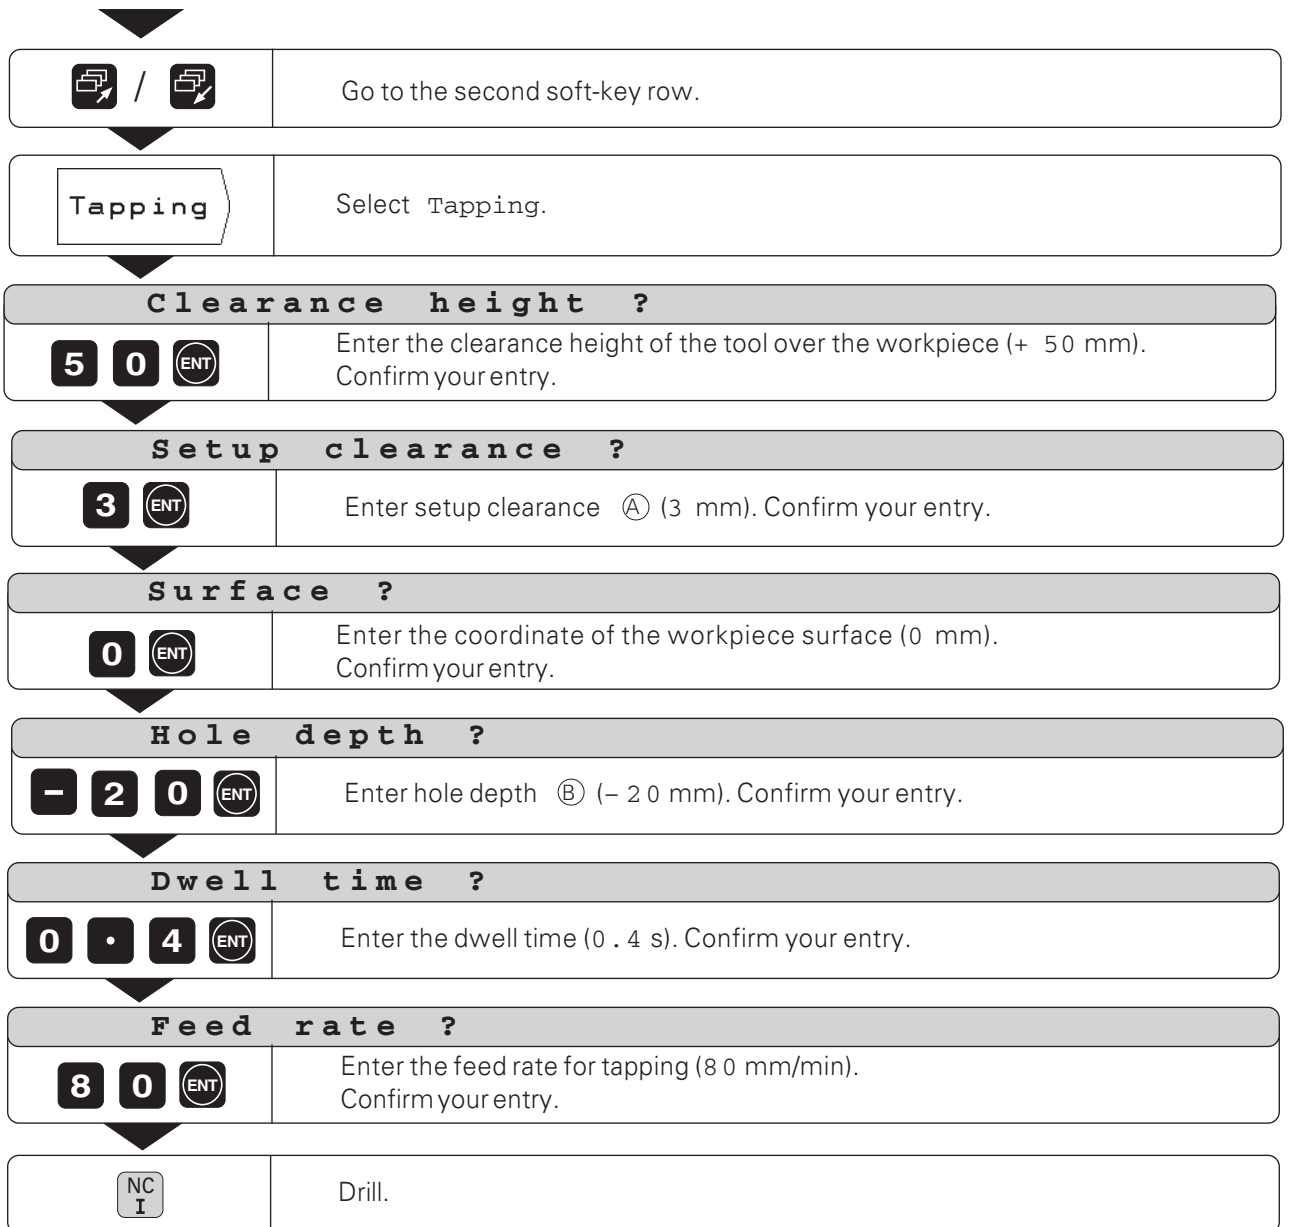 /
Go to the second soft-key row.
Tapping
Select Tapping.
Clearance height ?
5 0 ENT
Enter the clearance height of the tool over the workpiece (+ 50 mm).
Confirm your entry.
Setup clearance ?
3 ENT
Enter setup clearance Ⓐ (3 mm). Confirm your entry.
Surface ?
0 ENT
Enter the coordinate of the workpiece surface (0 mm).
Confirm your entry.
Hole depth ?
- 2 0 ENT
Enter hole depth Ⓑ (– 20 mm). Confirm your entry.
Dwell time ?
0 · 4 ENT
Enter the dwell time (0.4 s). Confirm your entry.
Feed rate ?
8 0 ENT
Enter the feed rate for tapping (80 mm/min).
Confirm your entry.
NC
I
Drill.